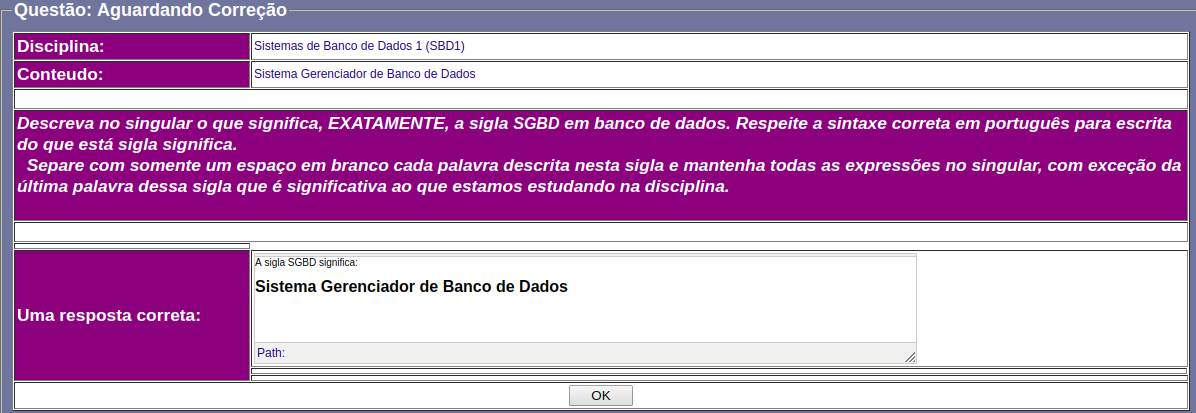 Questão: Aguardando Correção
Disciplina: Sistemas de Banco de Dados 1 (SBD1)
Conteudo: Sistema Gerenciador de Banco de Dados
Descreva no singular o que significa, EXATAMENTE, a sigla SGBD em banco de dados. Respeite a sintaxe correta em português para escrita
do que está sigla significa.
Separe com somente um espaço em branco cada palavra descrita nesta sigla e mantenha todas as expressões no singular, com exceção da
última palavra dessa sigla que é significativa ao que estamos estudando na disciplina.
A sigla SGBD significa:
Sistema Gerenciador de Banco de Dados
Uma resposta correta:
Path:
OK